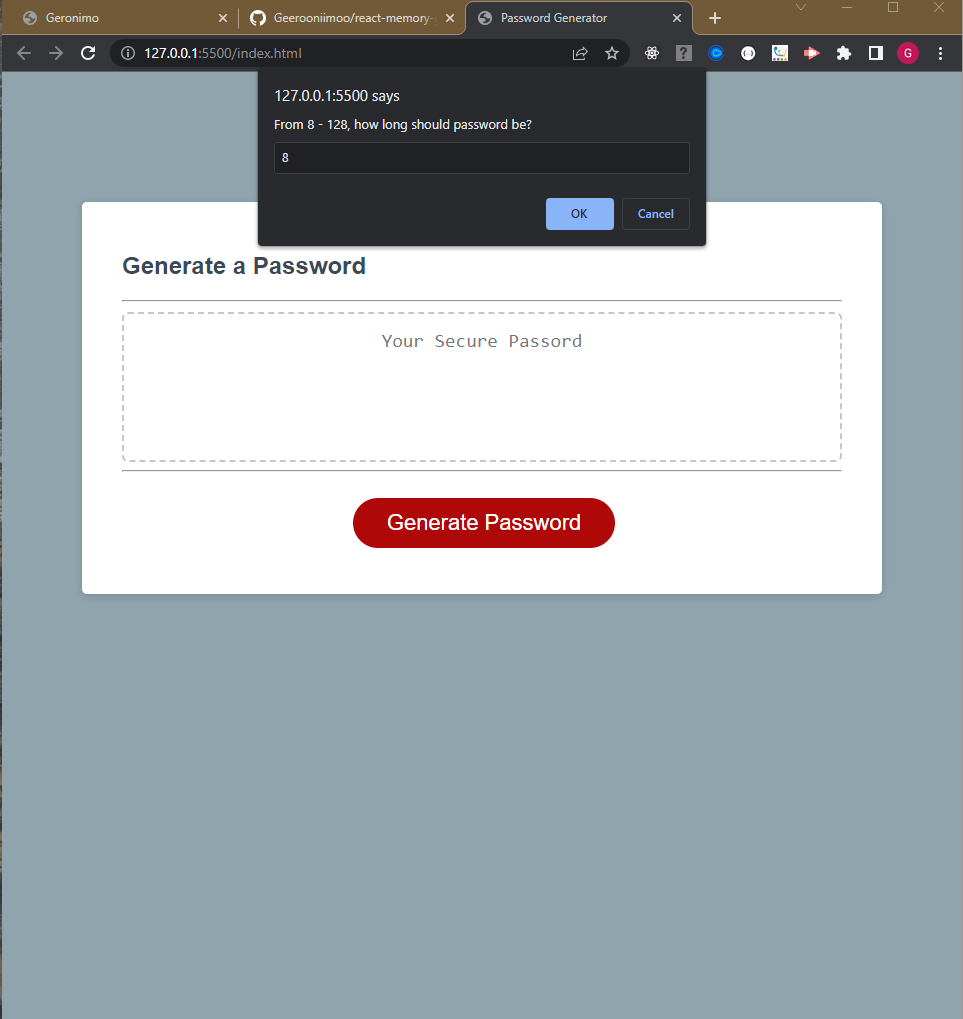 Geronimo
Geerooniimoo/react-memory-
Password Generator
127.0.0.1:5500/index.html
G
127.0.0.1:5500 says
From 8 - 128, how long should password be?
8
OK
Cancel
Generate a Password
Your Secure Passord
Generate Password